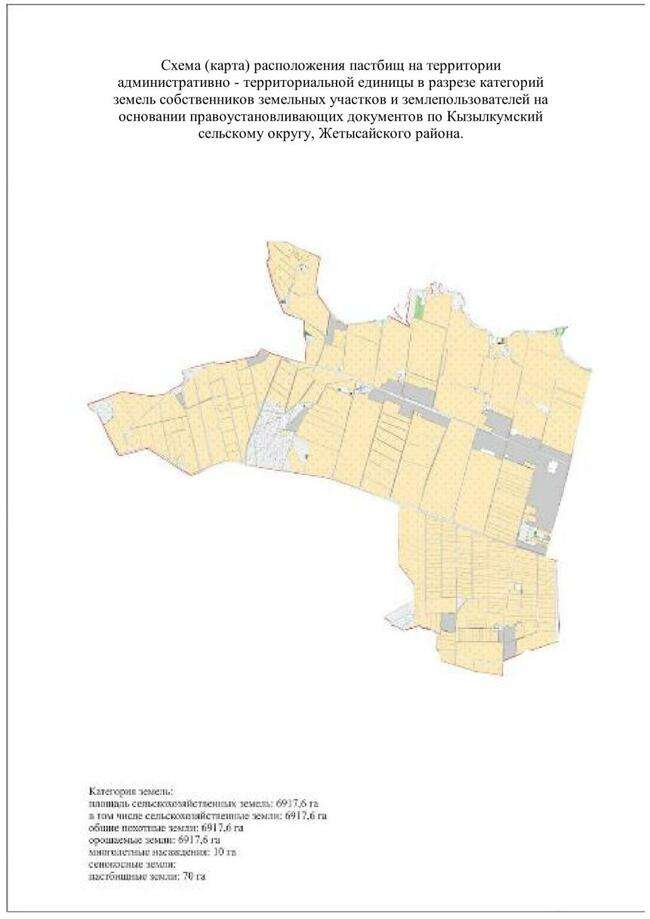 Схема (карта) расположения пастбищ на территории
административно - территориальной единицы в разрезе категорий
земель собственников земельных участков и землепользователей на
основании правоустановливающих документов по Кызылкумский
сельскому округу, Жетысайского района.
Категория земель:
площадь сельскохозяйственных земель: 6917,6 га
в том числе сельскохозяйственные земли: 6917,6 га
общие похотные земли: 6917,6 га
орошаемые земли: 6917,6 га
многолетные насаждения: 10 га
сенокосные земли:
пастбищные земли: 70 га